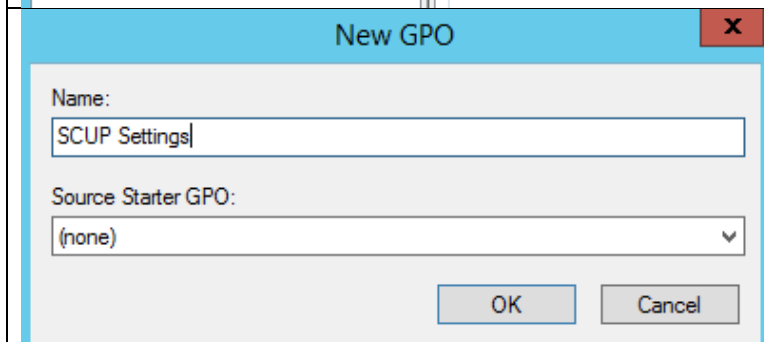 New GPO
x
Name:
SCUP Settings
Source Starter GPO:
(none)
OK Cancel